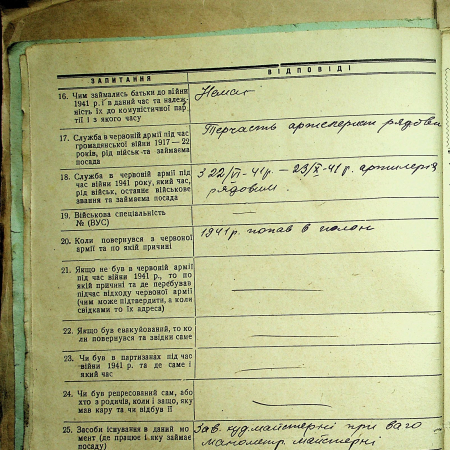 ЗАПИТАННЯ
ВІДПОВІДІ
16. Чим займались батьки до війни
1941 р. і в даний час та належ-
ність їх до комуністичної пар-
тії і з якого часу
17. Служба в червоній армії під час
громадянської війни 1917—22
років, рід військ та займаєма
посада
рядовий
18. Служба в червоній армії під
час війни 1941 року, який час,
рід військ, останнє військове
звання та займаєма посада
З 22/VI-41 р. — 23/X-41 р. артилерія
рядовим.
19. Військова спеціальність
№ (ВУС)
20. Коли повернувся з червоної
армії та по якій причині
1941 р. попав в полон
21. Якщо не був в червоній армії
під час війни 1941 р., то по
якій причині та де перебував
підчас відходу червоної армії
(чим може підтвердити, а коли
свідками то їх адреса)
22. Якщо був евакуйований, то ко
ли повернувся та звідки саме
23. Чи був в партизанах під час
війни 1941 р. та де саме і
який час
24. Чи був репресований сам, або
хто з родичів, коли і защо, яку
мав кару та чи відбув її
25. Засоби існування в даний мо
мент (де працює і яку займає
посаду)
Зав. худ. майстерні при ваго
манометр майстерні